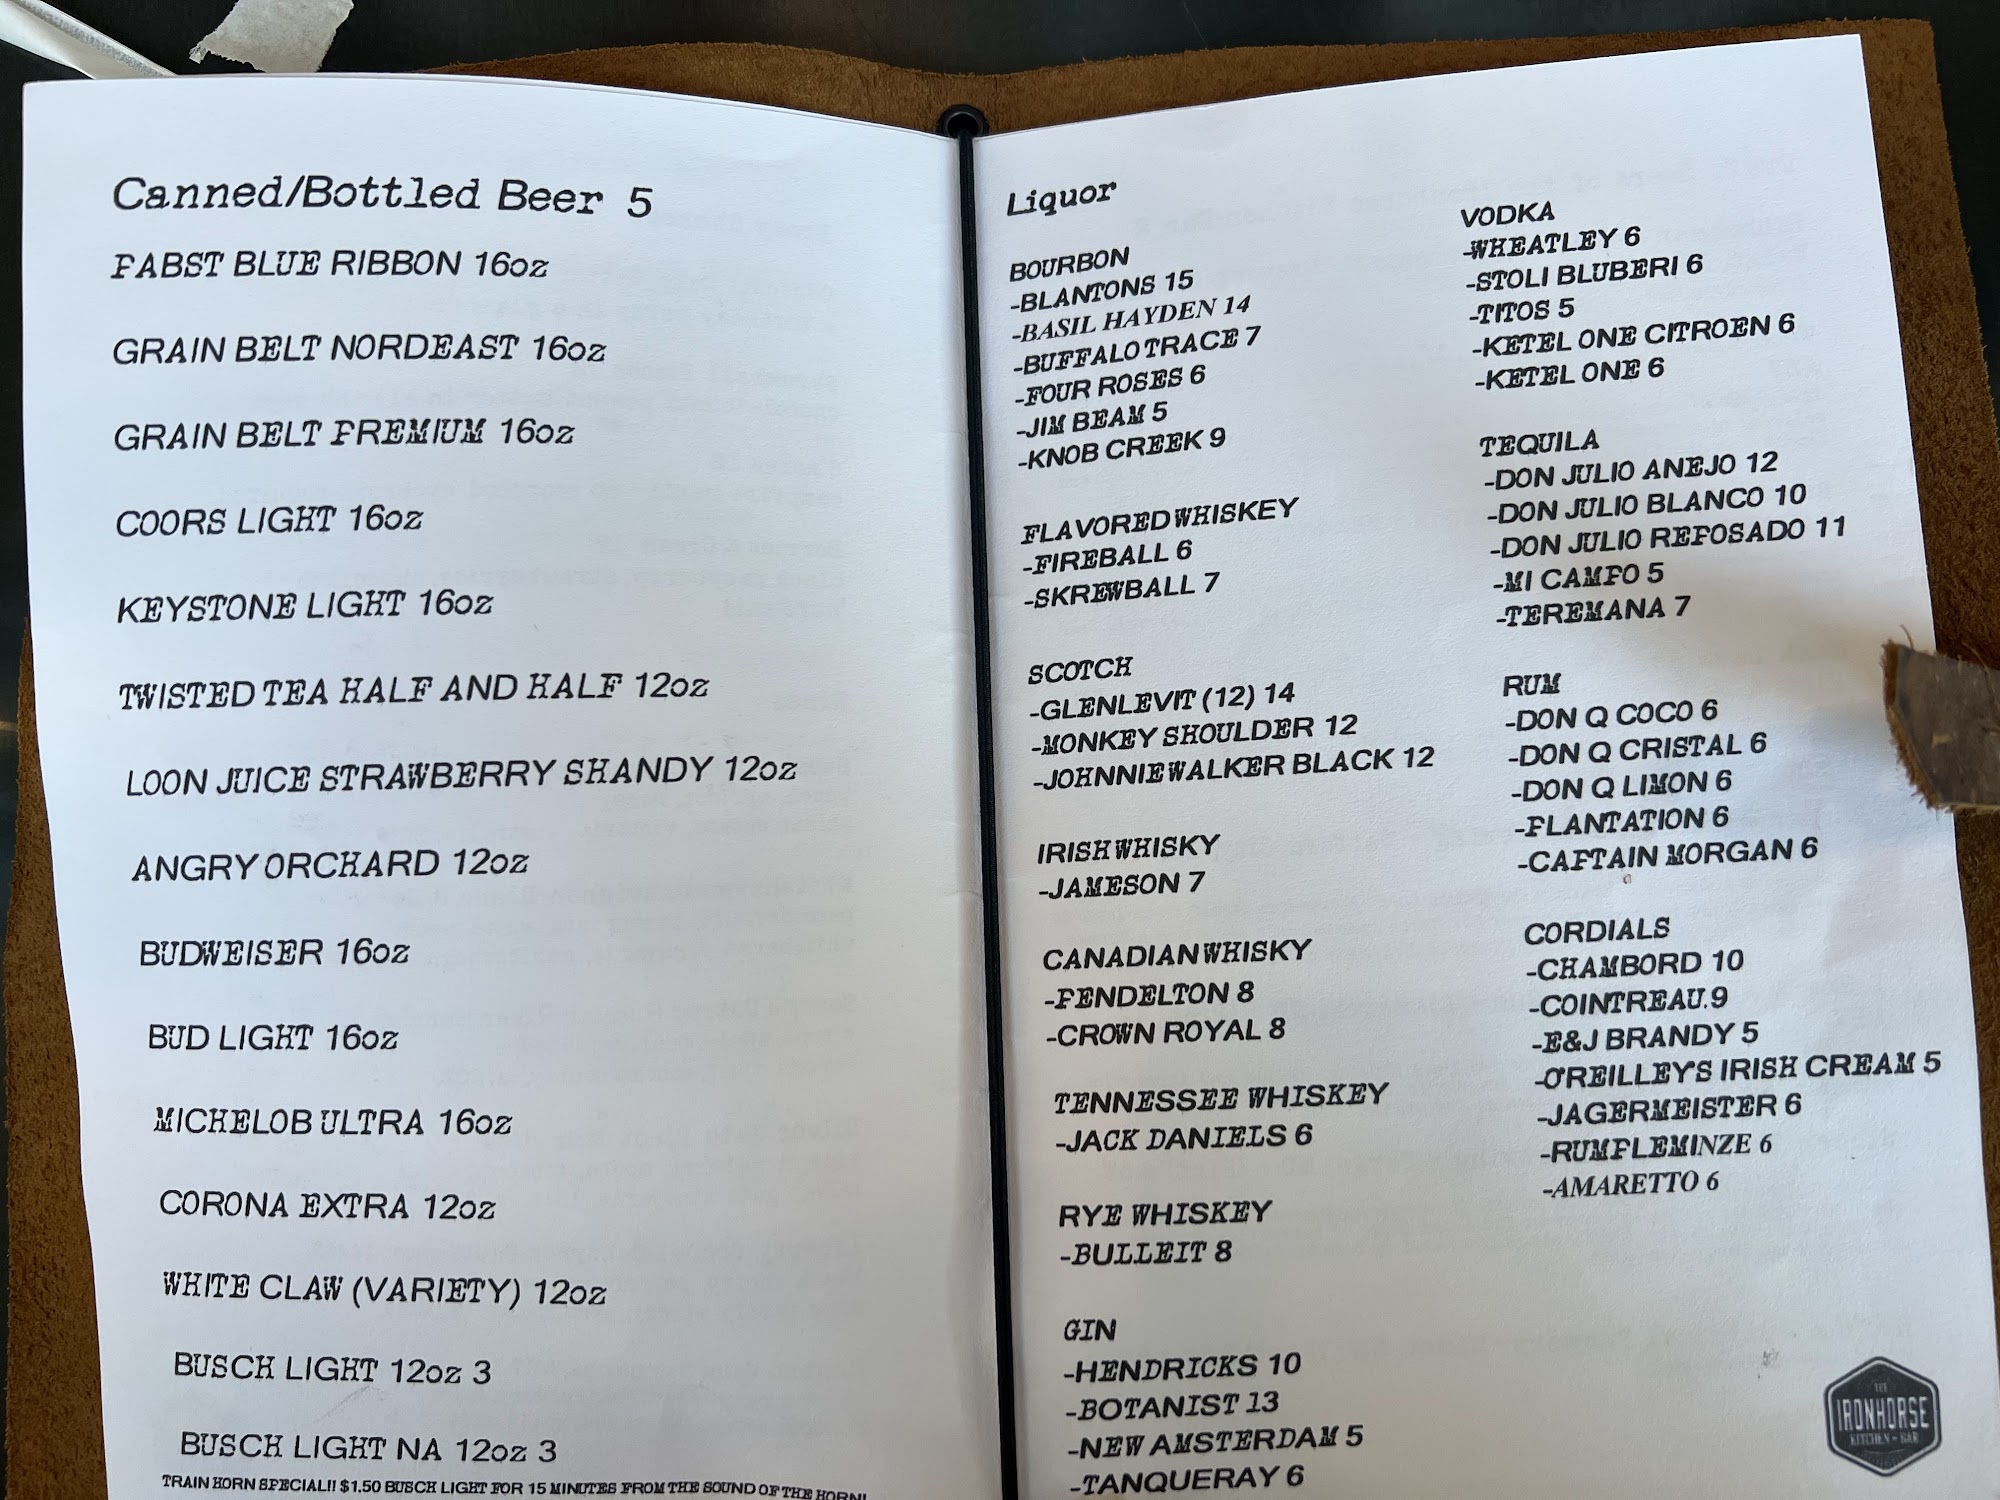 Canned/Bottled Beer 5
PABST BLUE RIBBON 16oz
GRAIN BELT NORDEAST 16oz
GRAIN BELT PREMIUM 16oz
COORS LIGHT 16oz
KEYSTONE LIGHT 16oz
TWISTED TEA HALF AND HALF 12oz
LOON JUICE STRAWBERRY SHANDY 12oz
ANGRY ORCHARD 12oz
BUDWEISER 16oz
BUD LIGHT 16oz
MICHELOB ULTRA 16oz
CORONA EXTRA 12oz
WHITE CLAW (VARIETY) 12oz
BUSCH LIGHT 12oz 3
BUSCH LIGHT NA 12oz 3
TRAIN HORN SPECIAL!! $1.50 BUSCH LIGHT FOR 15 MINUTES FROM THE SOUND OF THE HORN!
Liquor
BOURBON
-BLANTONS 15
-BASIL HAYDEN 14
-BUFFALO TRACE 7
-FOUR ROSES 6
-JIM BEAM 5
-KNOB CREEK 9
FLAVORED WHISKEY
-FIREBALL 6
-SKREWBALL 7
SCOTCH
-GLENLEVIT (12) 14
-MONKEY SHOULDER 12
-JOHNNIE WALKER BLACK 12
IRISH WHISKY
-JAMESON 7
CANADIAN WHISKY
-PENDELTON 8
-CROWN ROYAL 8
TENNESSEE WHISKEY
-JACK DANIELS 6
RYE WHISKEY
-BULLEIT 8
GIN
-HENDRICKS 10
-BOTANIST 13
-NEW AMSTERDAM 5
-TANQUERAY 6
VODKA
-WHEATLEY 6
-STOLI BLUBERI 6
-TITOS 5
-KETEL ONE CITROEN 6
-KETEL ONE 6
TEQUILA
-DON JULIO ANEJO 12
-DON JULIO BLANCO 10
-DON JULIO REPOSADO 11
-MI CAMPO 5
-TEREMANA 7
RUM
-DON Q COCO 6
-DON Q CRISTAL 6
-DON Q LIMON 6
-PLANTATION 6
-CAPTAIN MORGAN 6
CORDIALS
-CHAMBORD 10
-COINTREAU.9
-E&J BRANDY 5
-O'REILLEY'S IRISH CREAM 5
-JAGERMEISTER 6
-RUMPLEMINZE 6
-AMARETTO 6
THE
IRONHORSE
KITCHEN - BAR